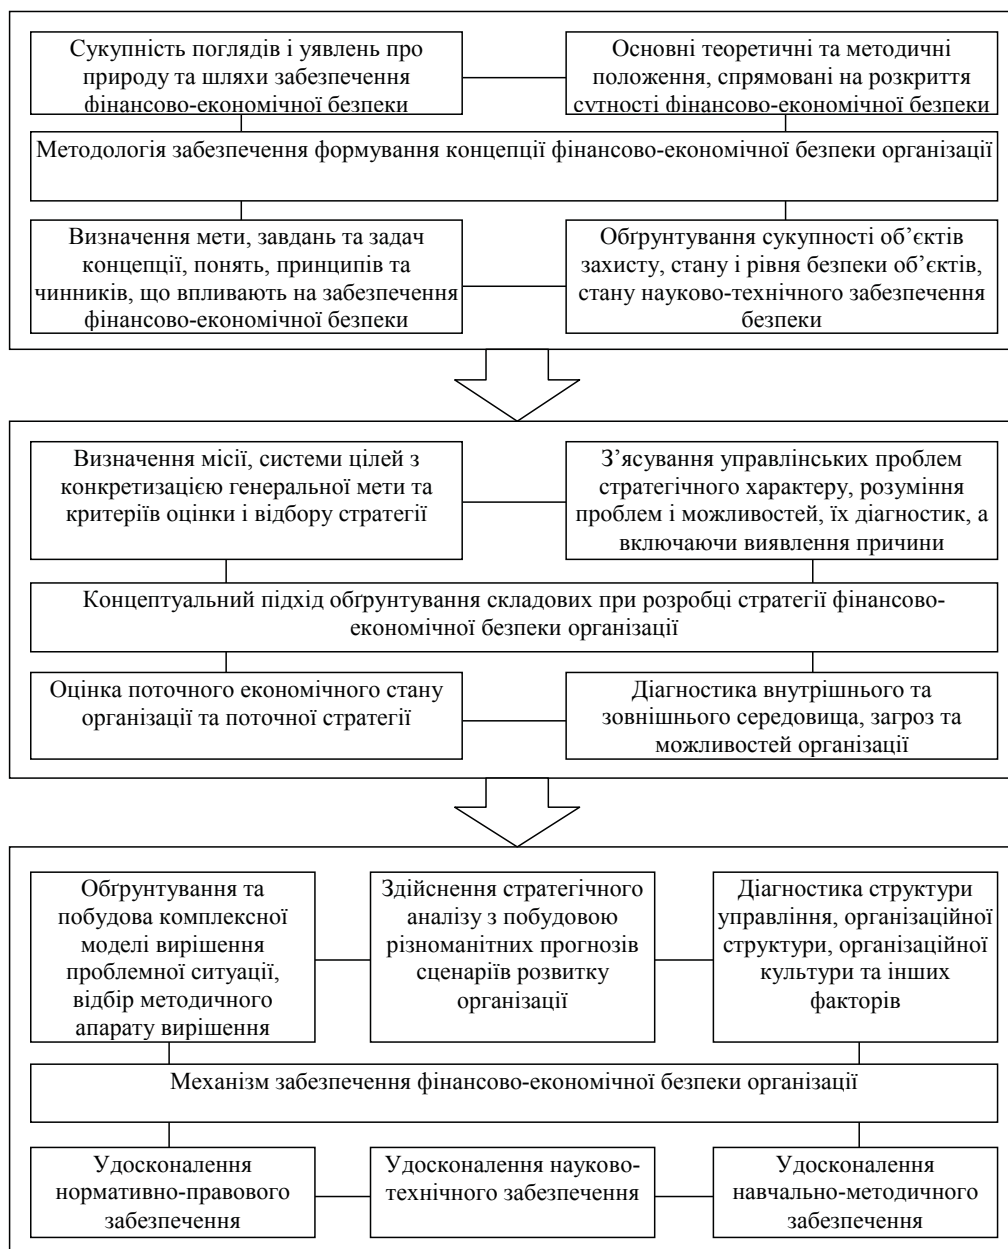 Сукупність поглядів і уявлень про
природу та шляхи забезпечення
фінансово-економічної безпеки
Основні теоретичні та методичні
положення, спрямовані на розкриття
сутності фінансово-економічної безпеки
Методологія забезпечення формування концепції фінансово-економічної безпеки організації
Визначення мети, завдань та задач
концепції, понять, принципів та
чинників, що впливають на забезпечення
фінансово-економічної безпеки
Обґрунтування сукупності об’єктів
захисту, стану і рівня безпеки об’єктів,
стану науково-технічного забезпечення
безпеки
Визначення місії, системи цілей з
конкретизацією генеральної мети та
критеріїв оцінки і відбору стратегії
З’ясування управлінських проблем
стратегічного характеру, розуміння
проблем і можливостей, їх діагностик, а
включаючи виявлення причини
Концептуальний підхід обґрунтування складових при розробці стратегії фінансово-
економічної безпеки організації
Оцінка поточного економічного стану
організації та поточної стратегії
Діагностика внутрішнього та
зовнішнього середовища, загроз та
можливостей організації
Обґрунтування та
побудова комплексної
моделі вирішення
проблемної ситуації,
відбір методичного
апарату вирішення
Здійснення стратегічного
аналізу з побудовою
різноманітних прогнозів
сценаріїв розвитку
організації
Діагностика структури
управління, організаційної
структури, організаційної
культури та інших
факторів
Механізм забезпечення фінансово-економічної безпеки організації
Удосконалення
нормативно-правового
забезпечення
Удосконалення науково-
технічного забезпечення
Удосконалення
навчально-методичного
забезпечення